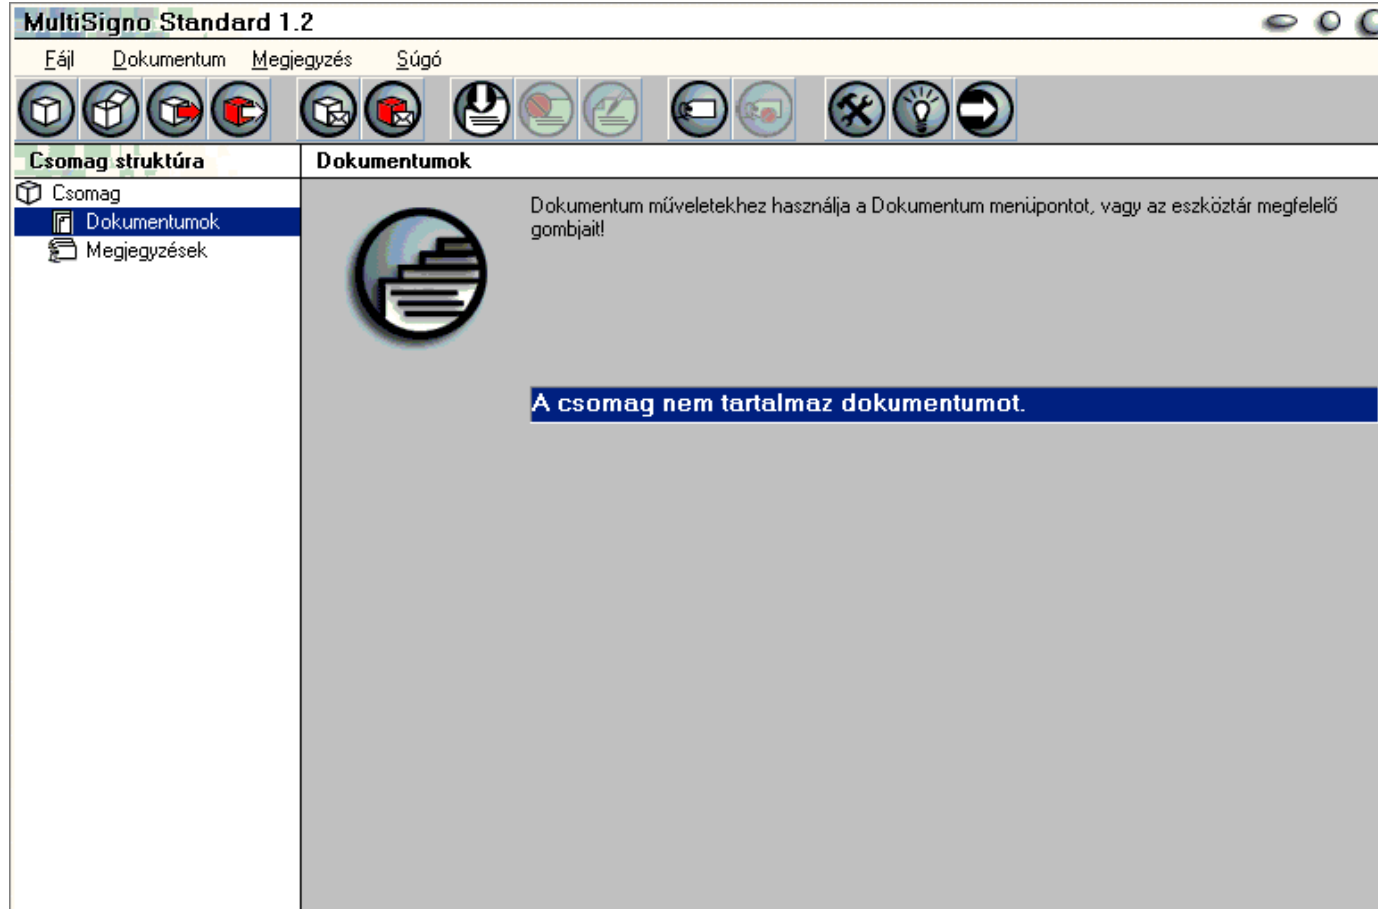 MultiSigno Standard 1.2
Fájl Dokumentum Megjegyzés Súgó
Csomag struktúra
Dokumentumok
Csomag
Dokumentumok
Megjegyzések
Dokumentum műveletekhez használja a Dokumentum menüpontot, vagy az eszköztár megfelelő
gombjait!
A csomag nem tartalmaz dokumentumot.